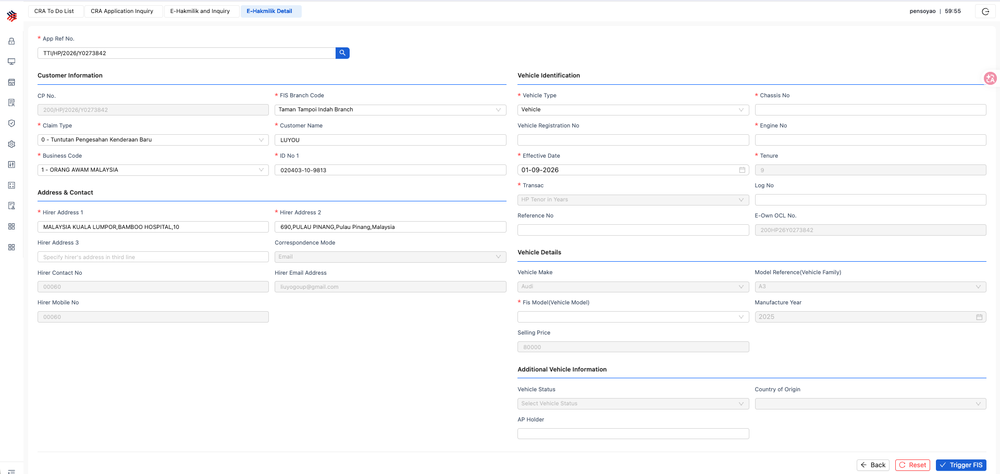 CRA To Do List
CRA Application Inquiry
E-Hakmilik and Inquiry
E-Hakmilik Detail
pensoyao | 59:55
* App Ref No.
TTI/HP/2026/Y0273842
Customer Information
CP No.
200/HP/2026/Y0273842
* FIS Branch Code
Taman Tampoi Indah Branch
* Claim Type
0 - Tuntutan Pengesahan Kenderaan Baru
* Customer Name
LUYOU
* Business Code
1 - ORANG AWAM MALAYSIA
* ID No 1
020403-10-9813
Address & Contact
* Hirer Address 1
MALAYSIA KUALA LUMPOR,BAMBOO HOSPITAL,10
* Hirer Address 2
690,PULAU PINANG,Pulau Pinang,Malaysia
Hirer Address 3
Specify hirer's address in third line
Correspondence Mode
Email
Hirer Contact No
00060
Hirer Email Address
liuyogoup@gmail.com
Hirer Mobile No
00060
Vehicle Identification
* Vehicle Type
Vehicle
* Chassis No
Vehicle Registration No
* Engine No
* Effective Date
01-09-2026
* Tenure
9
* Transac
HP Tenor in Years
Log No
Reference No
E-Own OCL No.
200HP26Y0273842
Vehicle Details
Vehicle Make
Audi
Model Reference(Vehicle Family)
A3
* Fis Model(Vehicle Model)
Manufacture Year
2025
Selling Price
80000
Additional Vehicle Information
Vehicle Status
Select Vehicle Status
Country of Origin
AP Holder
Back
Reset
Trigger FIS